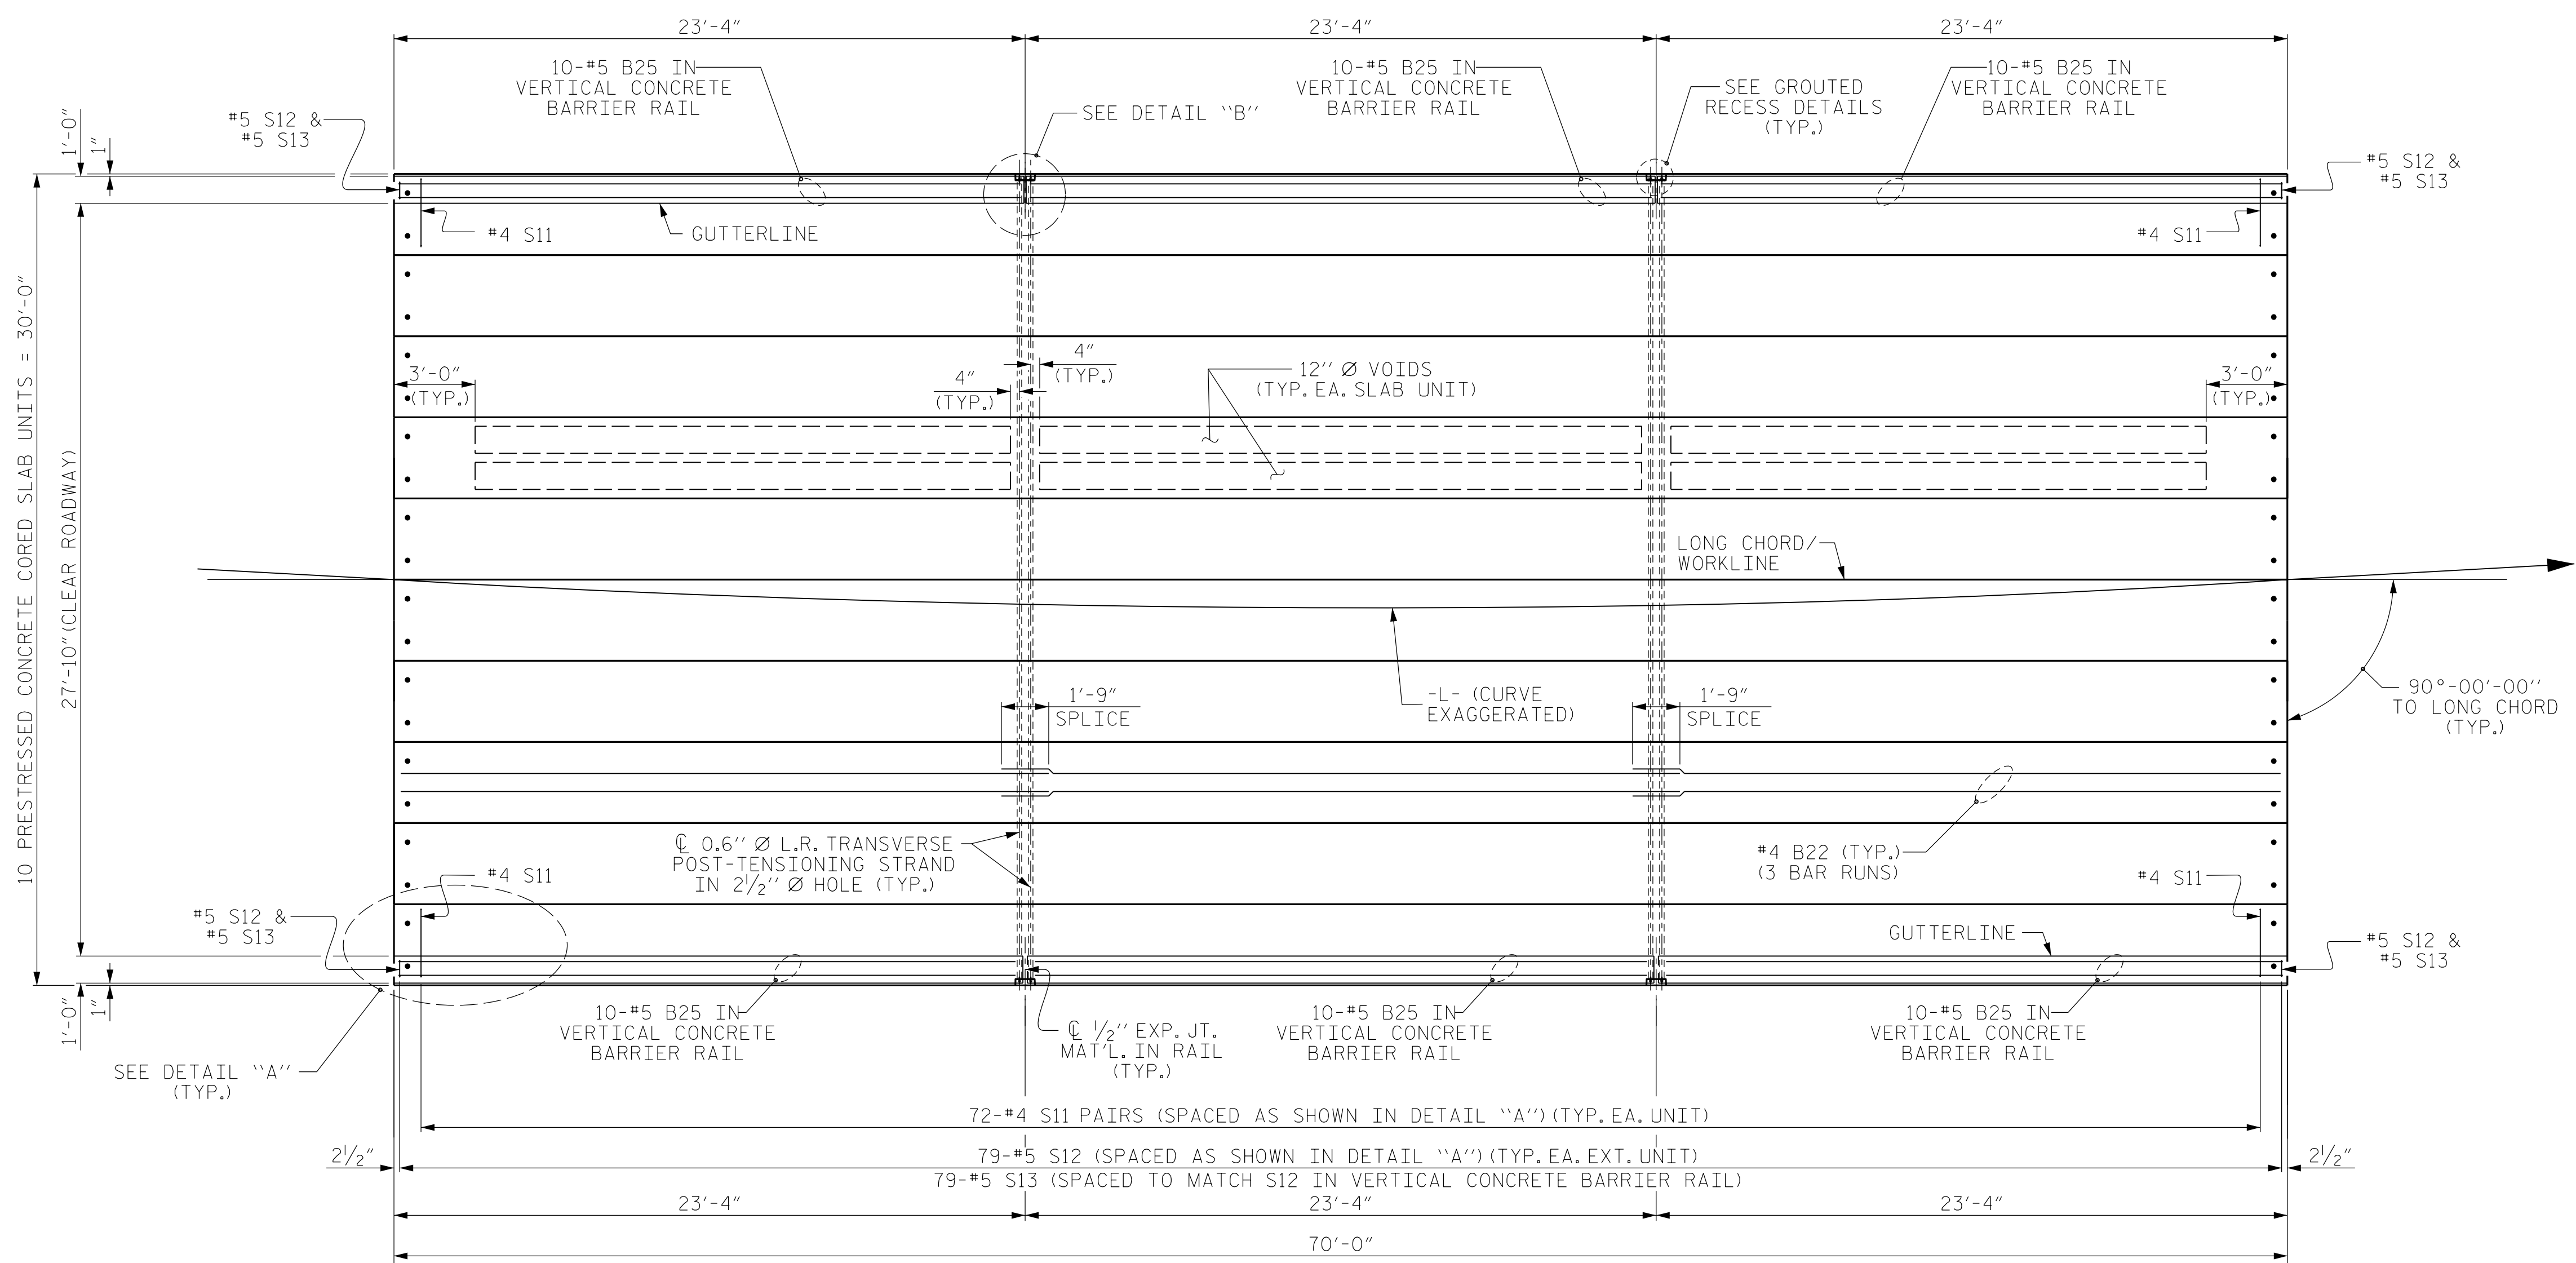 23'-4"
23'-4"
23'-4"
10-#5 B25 IN
VERTICAL CONCRETE
BARRIER RAIL
10-#5 B25 IN
VERTICAL CONCRETE
BARRIER RAIL
10-#5 B25 IN
VERTICAL CONCRETE
BARRIER RAIL
SEE DETAIL "B"
SEE GROUTED
RECESS DETAILS
(TYP.)
#5 S12 &
#5 S13
1'-0"
1"
#5 S12 &
#5 S13
#4 S11
GUTTERLINE
#4 S11
10 PRESTRESSED CONCRETE CORED SLAB UNITS = 30'-0"
27'-10" (CLEAR ROADWAY)
3'-0"
(TYP.)
4"
(TYP.)
4"
(TYP.)
12" Ø VOIDS
(TYP. EA. SLAB UNIT)
3'-0"
(TYP.)
LONG CHORD/
WORKLINE
-L- (CURVE
EXAGGERATED)
90°-00'-00"
TO LONG CHORD
(TYP.)
1'-9"
SPLICE
1'-9"
SPLICE
℄ 0.6" Ø L.R. TRANSVERSE
POST-TENSIONING STRAND
IN 2½" Ø HOLE (TYP.)
#4 B22 (TYP.)
(3 BAR RUNS)
#4 S11
#4 S11
#5 S12 &
#5 S13
GUTTERLINE
#5 S12 &
#5 S13
1'-0"
1"
10-#5 B25 IN
VERTICAL CONCRETE
BARRIER RAIL
℄ ½" EXP. JT.
MAT'L. IN RAIL
(TYP.)
10-#5 B25 IN
VERTICAL CONCRETE
BARRIER RAIL
10-#5 B25 IN
VERTICAL CONCRETE
BARRIER RAIL
SEE DETAIL "A"
(TYP.)
72-#4 S11 PAIRS (SPACED AS SHOWN IN DETAIL "A") (TYP. EA. UNIT)
2½"
79-#5 S12 (SPACED AS SHOWN IN DETAIL "A") (TYP. EA. EXT. UNIT)
2½"
79-#5 S13 (SPACED TO MATCH S12 IN VERTICAL CONCRETE BARRIER RAIL)
23'-4"
23'-4"
23'-4"
70'-0"